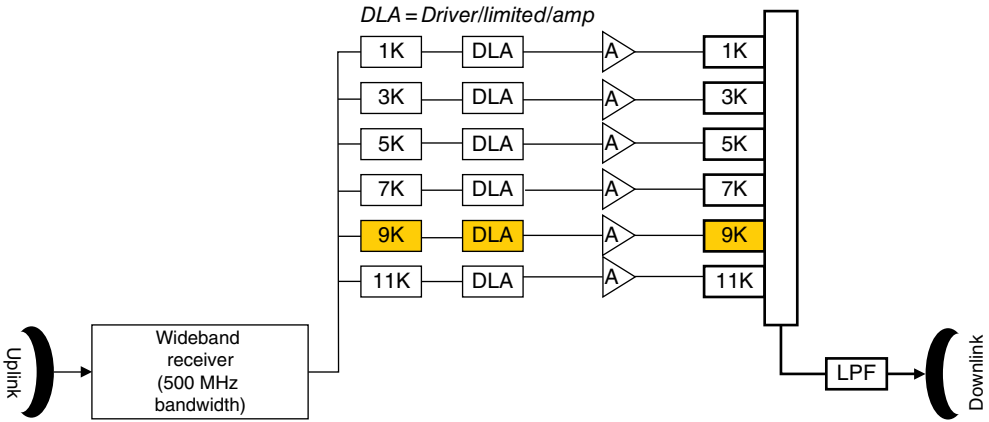 DLA = Driver/limited/amp
1K DLA A 1K
3K DLA A 3K
5K DLA A 5K
7K DLA A 7K
9K DLA A 9K
11K DLA A 11K
Uplink
Wideband
receiver
(500 MHz
bandwidth)
LPF
Downlink